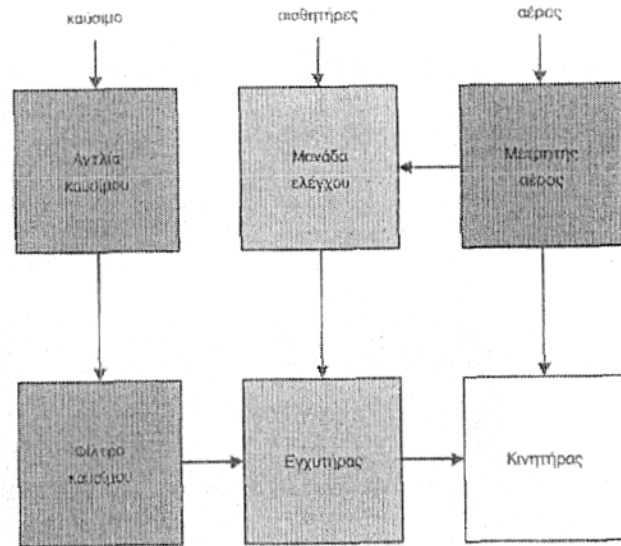 καύσιμο
αισθητήρες
αέρας
Αντλία
καυσίμου
Μονάδα
ελέγχου
Μετρητής
αέρος
Φίλτρο
καυσίμου
Εγχυτήρας
Κινητήρας